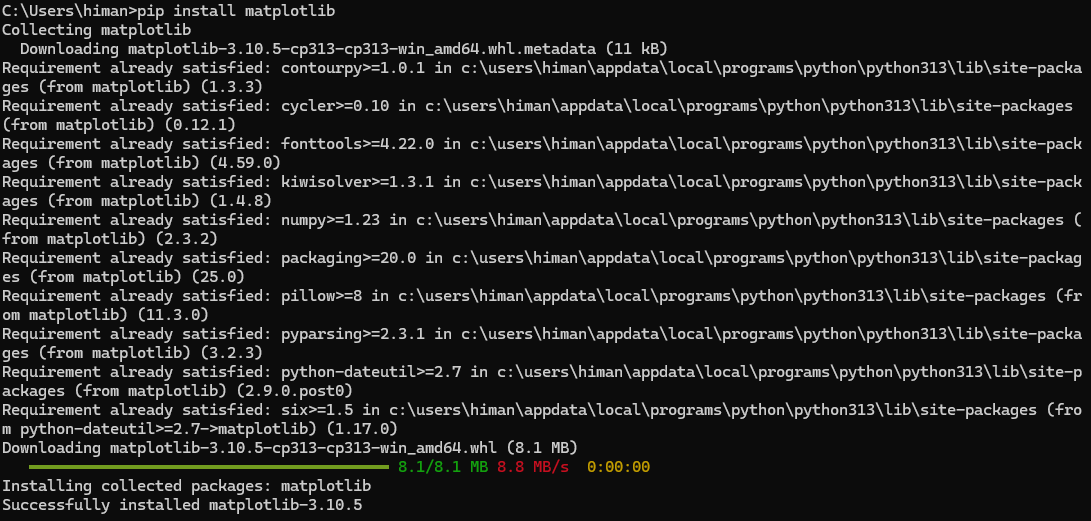 C:\Users\himan>pip install matplotlib
Collecting matplotlib
  Downloading matplotlib-3.10.5-cp313-cp313-win_amd64.whl.metadata (11 kB)
Requirement already satisfied: contourpy>=1.0.1 in c:\users\himan\appdata\local\programs\python\python313\lib\site-packa
ges (from matplotlib) (1.3.3)
Requirement already satisfied: cycler>=0.10 in c:\users\himan\appdata\local\programs\python\python313\lib\site-packages
(from matplotlib) (0.12.1)
Requirement already satisfied: fonttools>=4.22.0 in c:\users\himan\appdata\local\programs\python\python313\lib\site-pack
ages (from matplotlib) (4.59.0)
Requirement already satisfied: kiwisolver>=1.3.1 in c:\users\himan\appdata\local\programs\python\python313\lib\site-pack
ages (from matplotlib) (1.4.8)
Requirement already satisfied: numpy>=1.23 in c:\users\himan\appdata\local\programs\python\python313\lib\site-packages (
from matplotlib) (2.3.2)
Requirement already satisfied: packaging>=20.0 in c:\users\himan\appdata\local\programs\python\python313\lib\site-packag
es (from matplotlib) (25.0)
Requirement already satisfied: pillow>=8 in c:\users\himan\appdata\local\programs\python\python313\lib\site-packages (fr
om matplotlib) (11.3.0)
Requirement already satisfied: pyparsing>=2.3.1 in c:\users\himan\appdata\local\programs\python\python313\lib\site-packa
ges (from matplotlib) (3.2.3)
Requirement already satisfied: python-dateutil>=2.7 in c:\users\himan\appdata\local\programs\python\python313\lib\site-p
ackages (from matplotlib) (2.9.0.post0)
Requirement already satisfied: six>=1.5 in c:\users\himan\appdata\local\programs\python\python313\lib\site-packages (fro
m python-dateutil>=2.7->matplotlib) (1.17.0)
Downloading matplotlib-3.10.5-cp313-cp313-win_amd64.whl (8.1 MB)
8.1/8.1 MB 8.8 MB/s  0:00:00
Installing collected packages: matplotlib
Successfully installed matplotlib-3.10.5